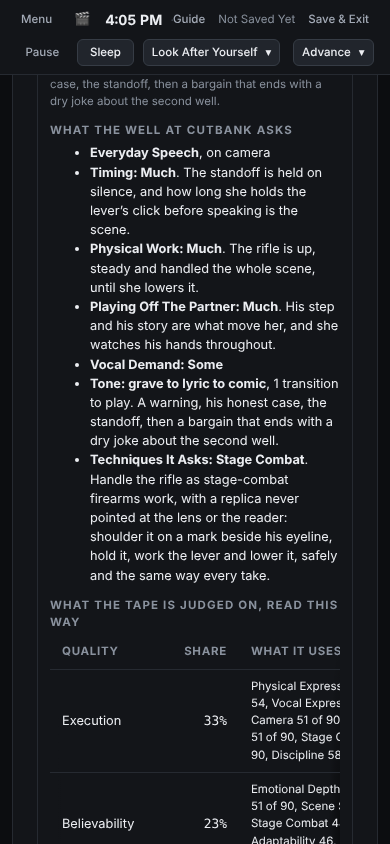 Menu 🎬 4:05 PM Guide Not Saved Yet Save & Exit
Pause Sleep Look After Yourself ▾ Advance ▾
case, the standoff, then a bargain that ends with a
dry joke about the second well.
WHAT THE WELL AT CUTBANK ASKS
• Everyday Speech, on camera
• Timing: Much. The standoff is held on
silence, and how long she holds the
lever’s click before speaking is the
scene.
• Physical Work: Much. The rifle is up,
steady and handled the whole scene,
until she lowers it.
• Playing Off The Partner: Much. His step
and his story are what move her, and she
watches his hands throughout.
• Vocal Demand: Some
• Tone: grave to lyric to comic, 1 transition
to play. A warning, his honest case, the
standoff, then a bargain that ends with a
dry joke about the second well.
• Techniques It Asks: Stage Combat.
Handle the rifle as stage-combat
firearms work, with a replica never
pointed at the lens or the reader:
shoulder it on a mark beside his eyeline,
hold it, work the lever and lower it, safely
and the same way every take.
WHAT THE TAPE IS JUDGED ON, READ THIS
WAY
QUALITY SHARE WHAT IT USES
Physical Express
54, Vocal Expres
Camera 51 of 90
Execution 33% 51 of 90, Stage C
90, Discipline 58
Emotional Depth
51 of 90, Scene
Believability 23% Stage Combat 4
Adaptability 46,